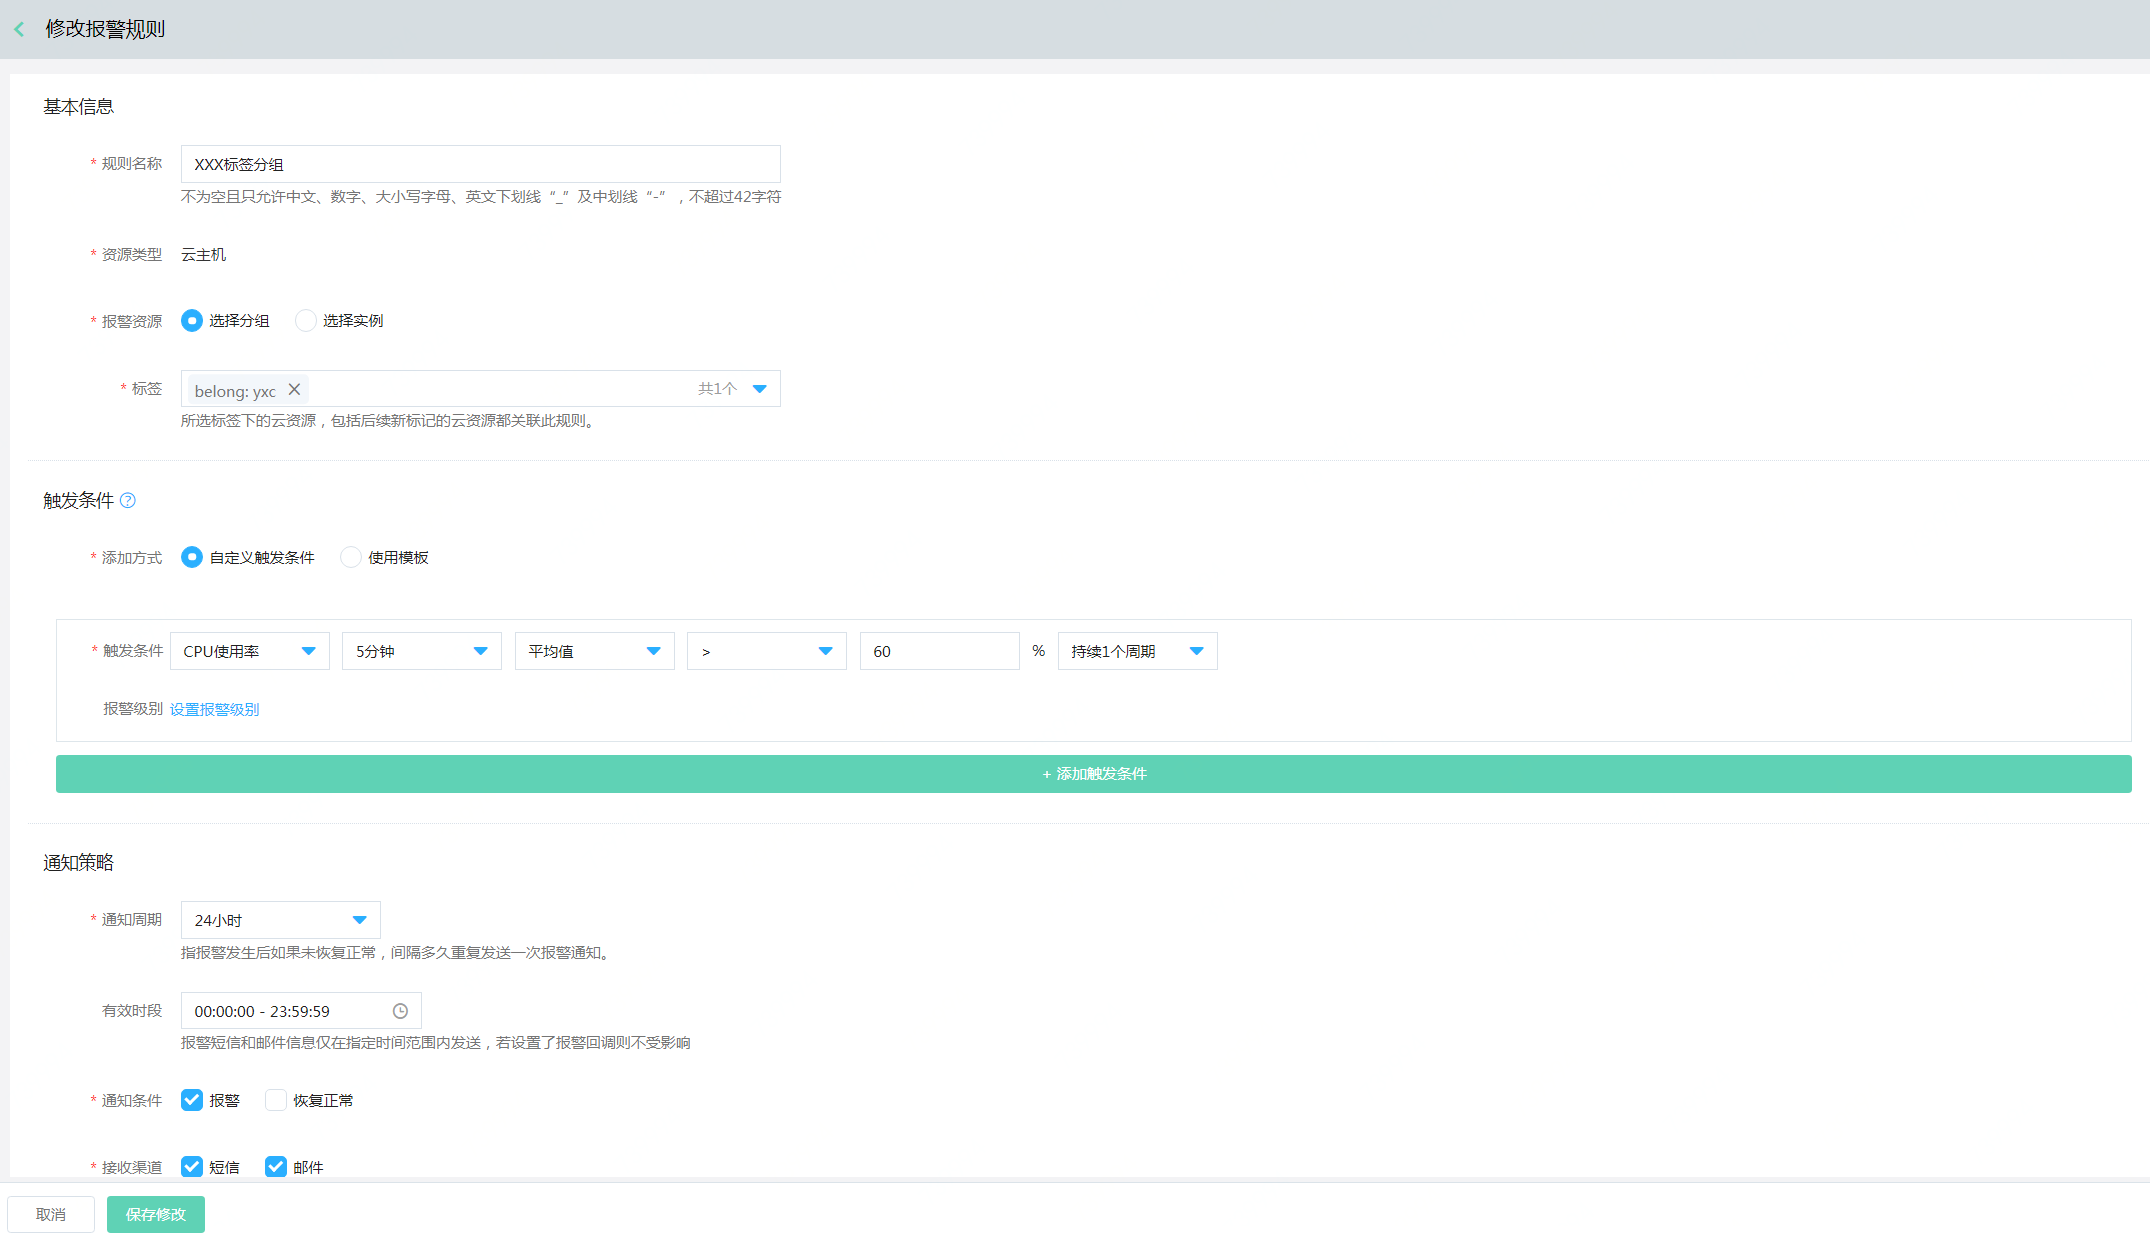 修改报警规则
基本信息
* 规则名称 XXX标签分组
不为空且只允许中文、数字、大小写字母、英文下划线“_”及中划线“-”，不超过42字符
* 资源类型 云主机
* 报警资源 选择分组 选择实例
* 标签 belong: yxc 共1个
所选标签下的云资源，包括后续新标记的云资源都关联此规则。
触发条件 ?
* 添加方式 自定义触发条件 使用模板
* 触发条件 CPU使用率 5分钟 平均值 > 60 % 持续1个周期
报警级别 设置报警级别
+ 添加触发条件
通知策略
* 通知周期 24小时
指报警发生后如果未恢复正常，间隔多久重复发送一次报警通知。
有效时段 00:00:00 - 23:59:59
报警短信和邮件信息仅在指定时间范围内发送，若设置了报警回调则不受影响
* 通知条件 报警 恢复正常
* 接收渠道 短信 邮件
取消 保存修改